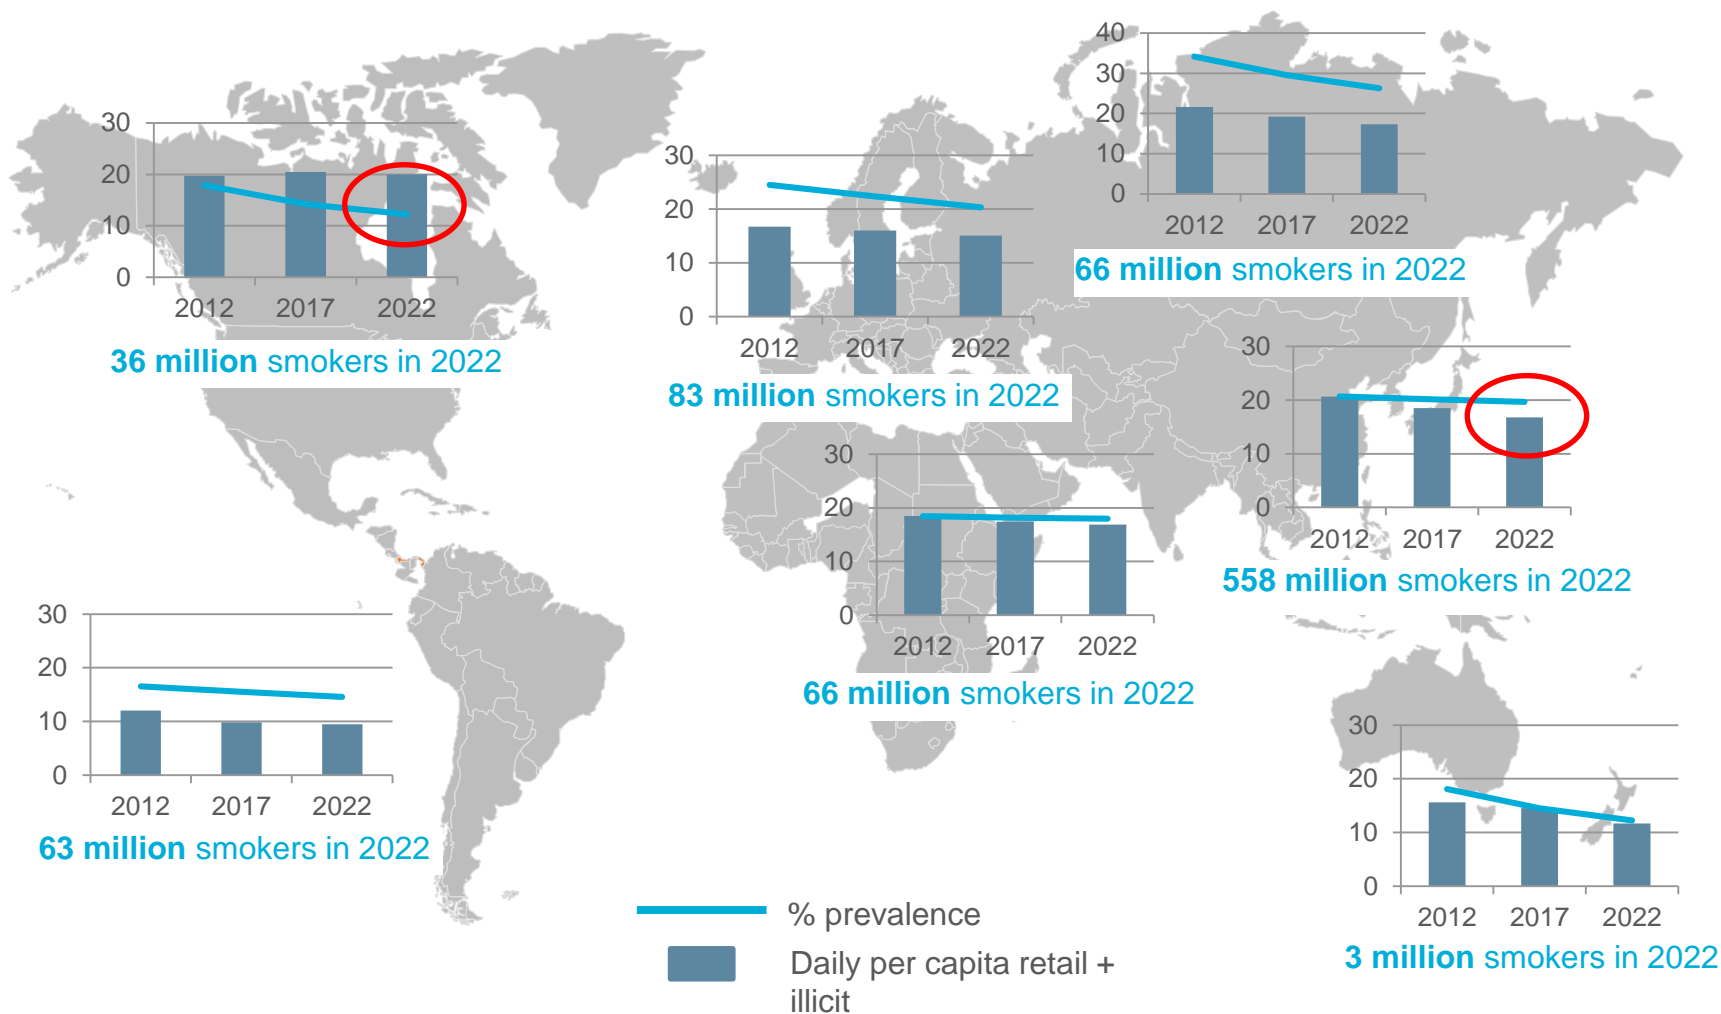 30
20
10
0
2012 2017 2022
36 million smokers in 2022
30
20
10
0
2012 2017 2022
83 million smokers in 2022
40
30
20
10
0
2012 2017 2022
66 million smokers in 2022
30
20
10
0
2012 2017 2022
558 million smokers in 2022
30
20
10
0
2012 2017 2022
66 million smokers in 2022
30
20
10
0
2012 2017 2022
63 million smokers in 2022
30
20
10
0
2012 2017 2022
3 million smokers in 2022
% prevalence
Daily per capita retail +
illicit